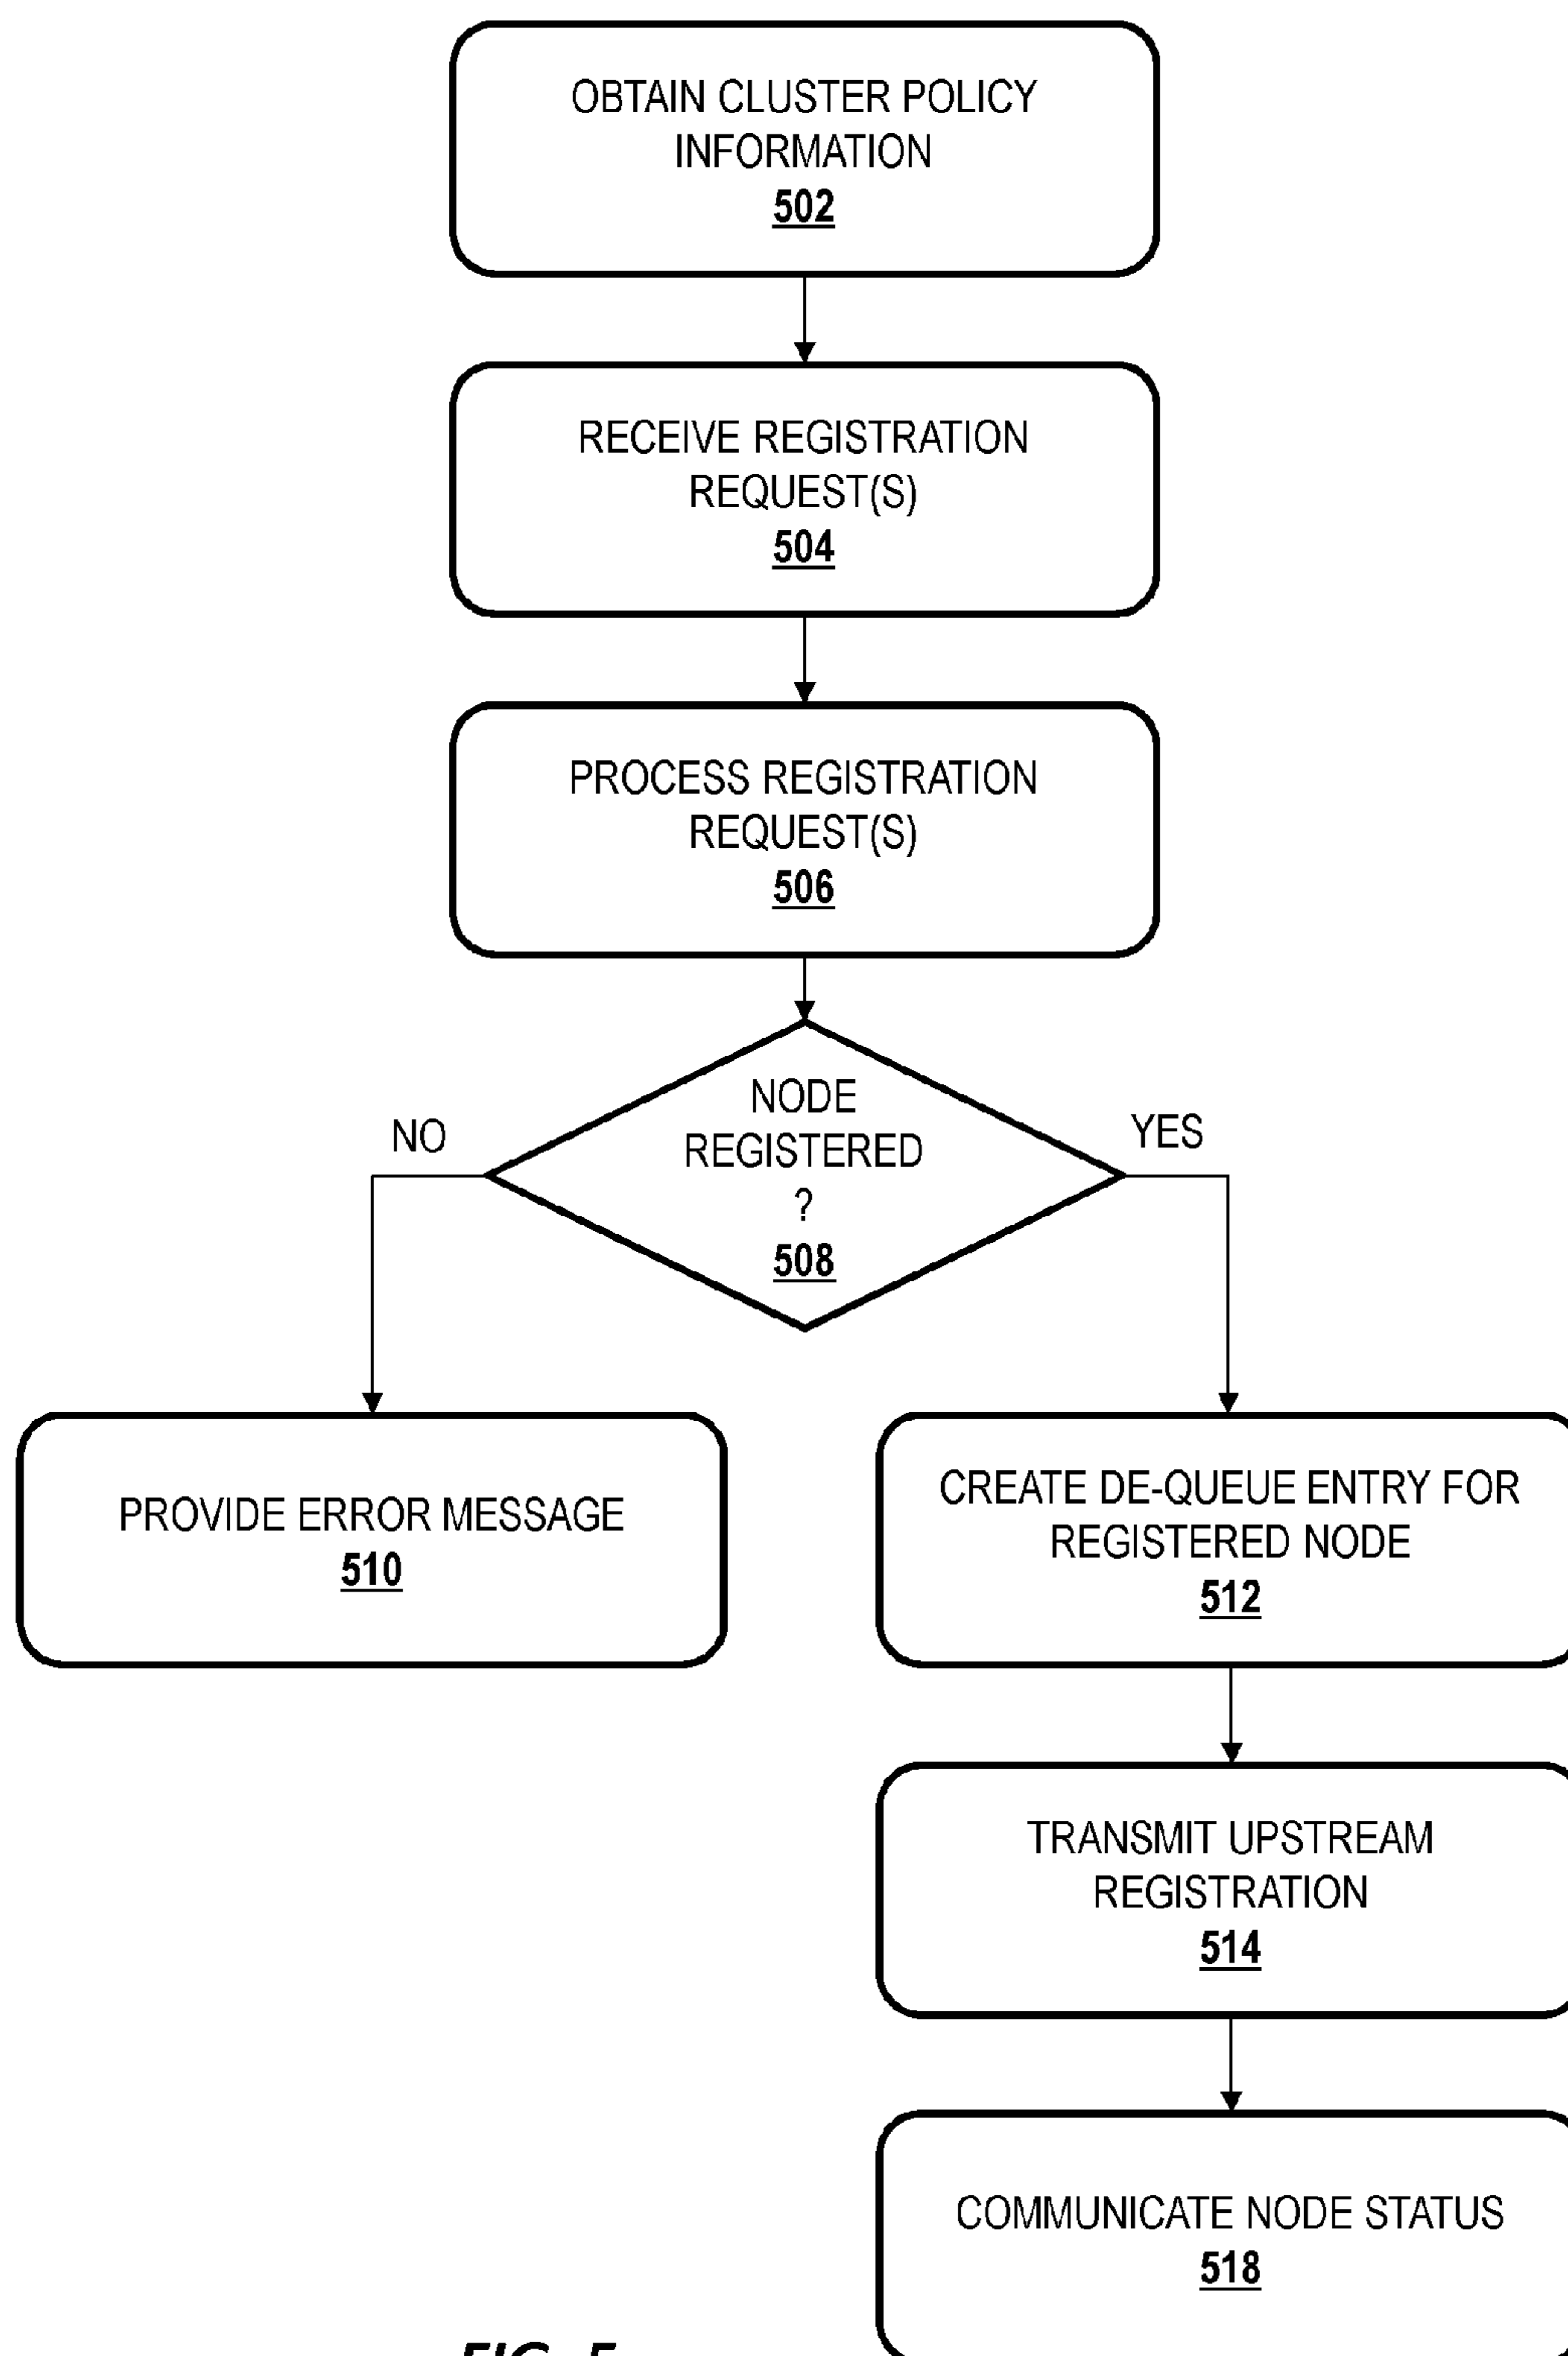 OBTAIN CLUSTER POLICY
INFORMATION
502
RECEIVE REGISTRATION
REQUEST(S)
504
PROCESS REGISTRATION
REQUEST(S)
506
NODE
REGISTERED
?
508
NO
YES
PROVIDE ERROR MESSAGE
510
CREATE DE-QUEUE ENTRY FOR
REGISTERED NODE
512
TRANSMIT UPSTREAM
REGISTRATION
514
COMMUNICATE NODE STATUS
518